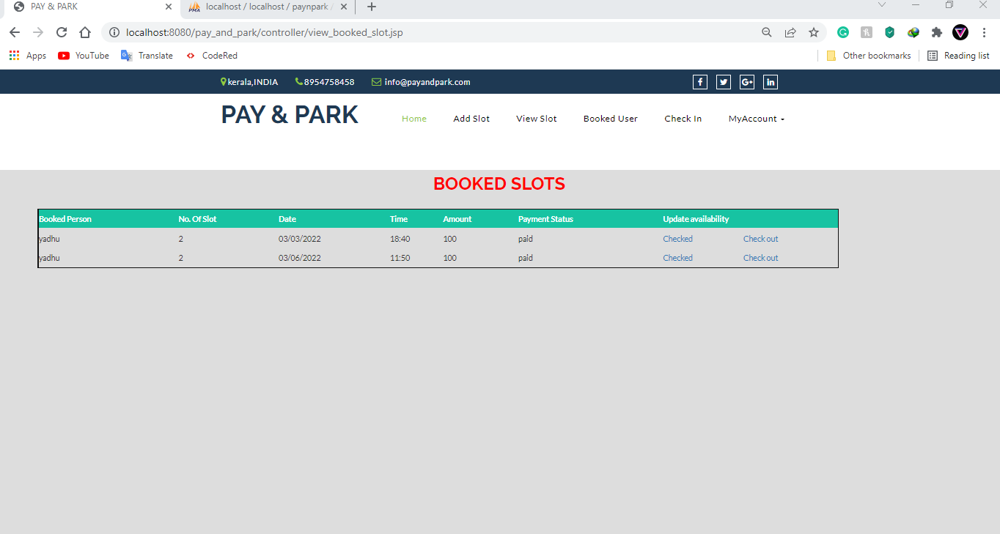 PAY & PARK
localhost / localhost / paynpark /
localhost:8080/pay_and_park/controller/view_booked_slot.jsp
Apps YouTube Translate CodeRed Other bookmarks Reading list
kerala,INDIA 8954758458 info@payandpark.com
PAY & PARK Home Add Slot View Slot Booked User Check In MyAccount
BOOKED SLOTS
Booked Person No. Of Slot Date Time Amount Payment Status Update availability
yadhu 2 03/03/2022 18:40 100 paid Checked Check out
yadhu 2 03/06/2022 11:50 100 paid Checked Check out